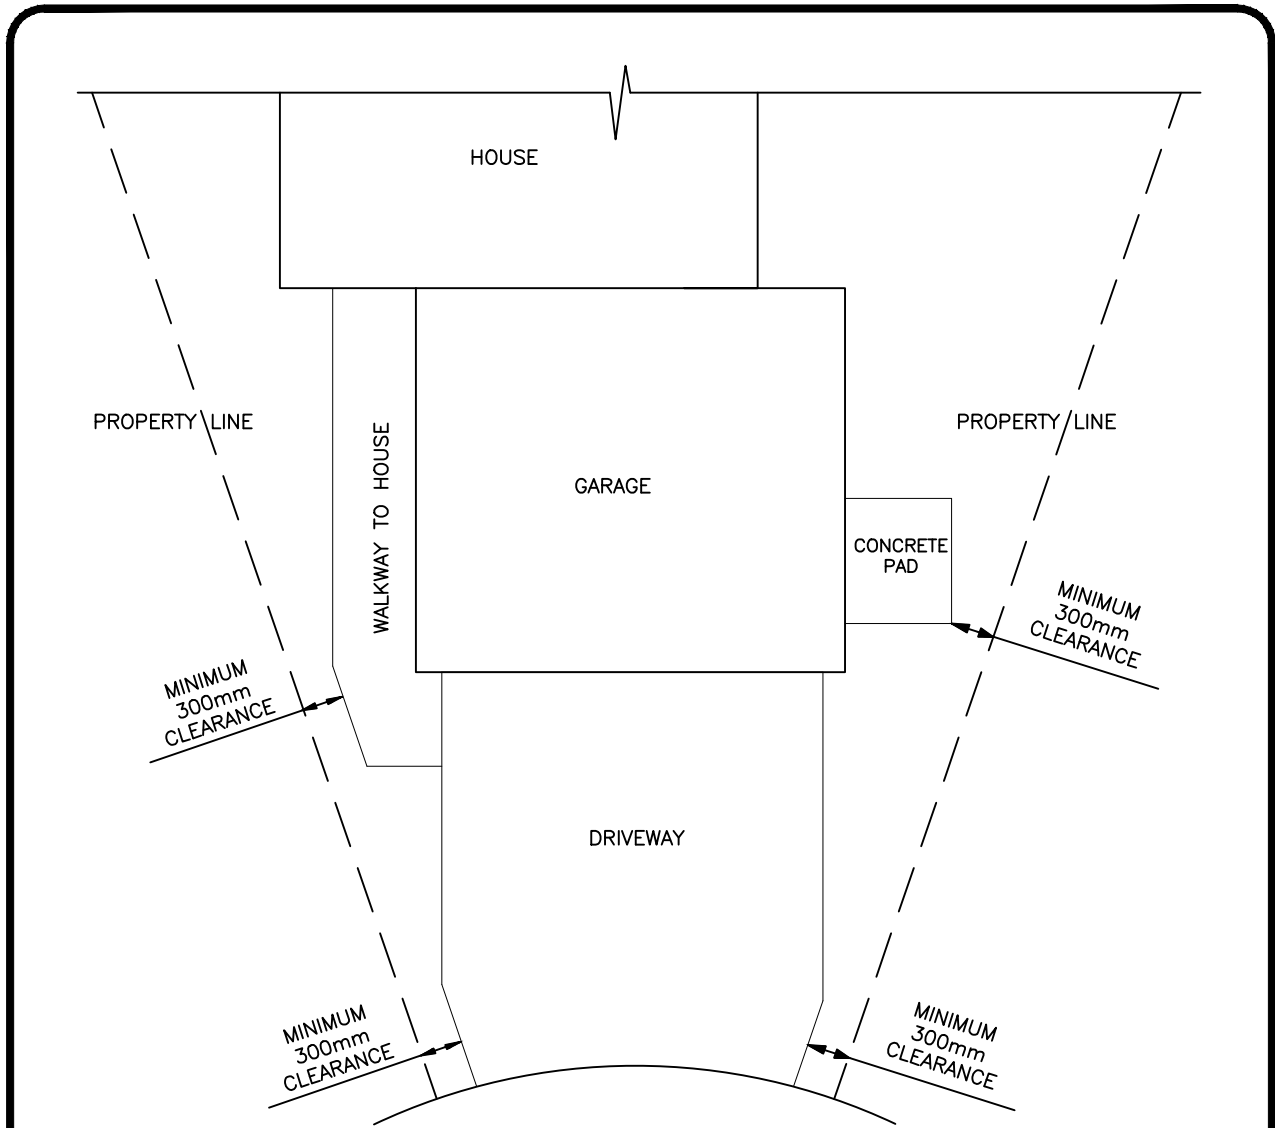 HOUSE
PROPERTY LINE
PROPERTY LINE
WALKWAY TO HOUSE
GARAGE
CONCRETE
PAD
MINIMUM
300mm
CLEARANCE
MINIMUM
300mm
CLEARANCE
DRIVEWAY
MINIMUM
300mm
CLEARANCE
MINIMUM
300mm
CLEARANCE